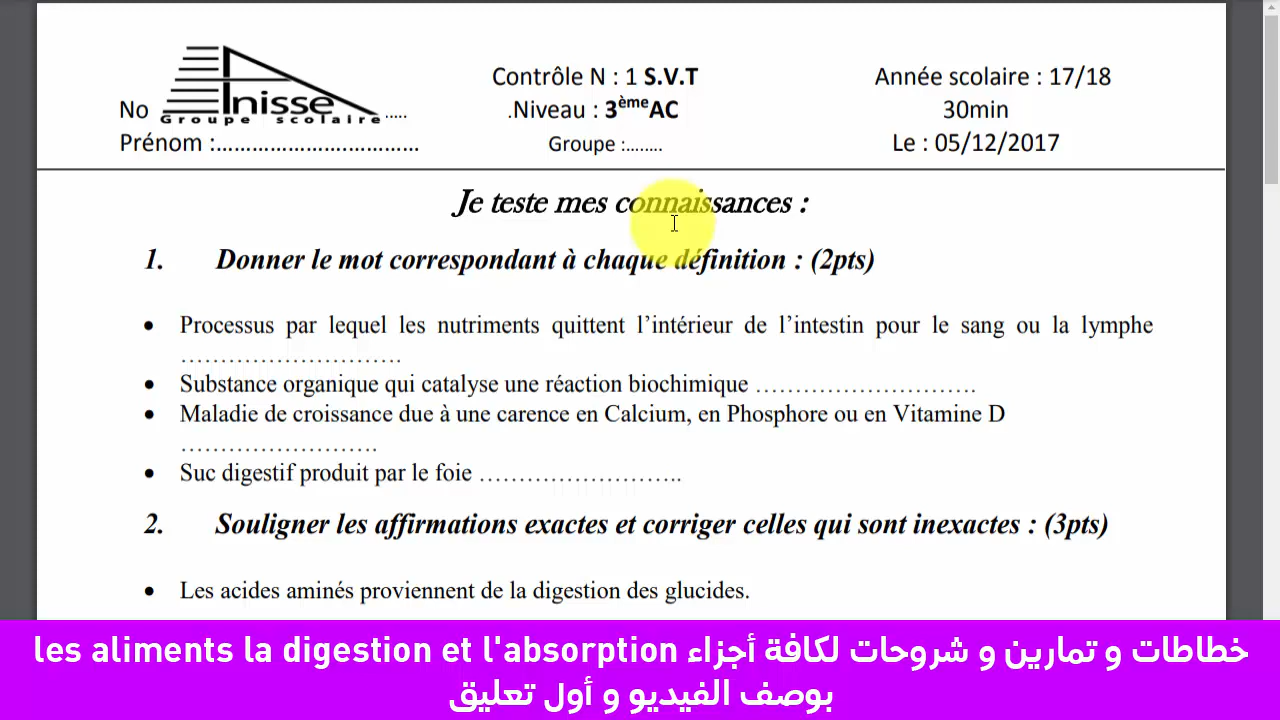 Anisse
Groupe scolaire
Contrôle N : 1 S.V.T
Année scolaire : 17/18
No .....
.Niveau : 3èmeAC
30min
Prénom :………………….…………
Groupe :……..
Le : 05/12/2017
Je teste mes connaissances :
1. Donner le mot correspondant à chaque définition : (2pts)
• Processus par lequel les nutriments quittent l’intérieur de l’intestin pour le sang ou la lymphe
……………………….
• Substance organique qui catalyse une réaction biochimique ……………………….
• Maladie de croissance due à une carence en Calcium, en Phosphore ou en Vitamine D
…………………….
• Suc digestif produit par le foie ……………………..
2. Souligner les affirmations exactes et corriger celles qui sont inexactes : (3pts)
• Les acides aminés proviennent de la digestion des glucides.
خطاطات و تمارين و شروحات لكافة أجزاء les aliments la digestion et l'absorption
بوصف الفيديو و أول تعليق